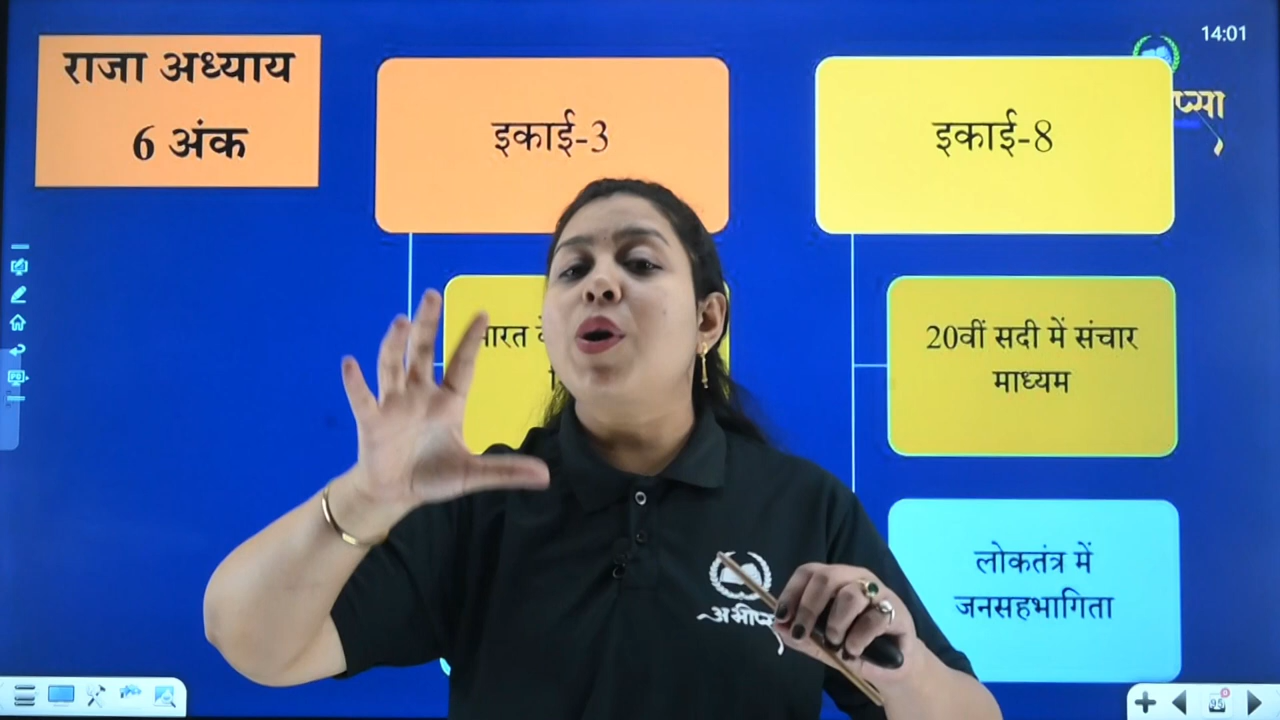 14:01
राजा अध्याय
6 अंक
इकाई-3
इकाई-8
20वीं सदी में संचार
माध्यम
लोकतंत्र में
जनसहभागिता